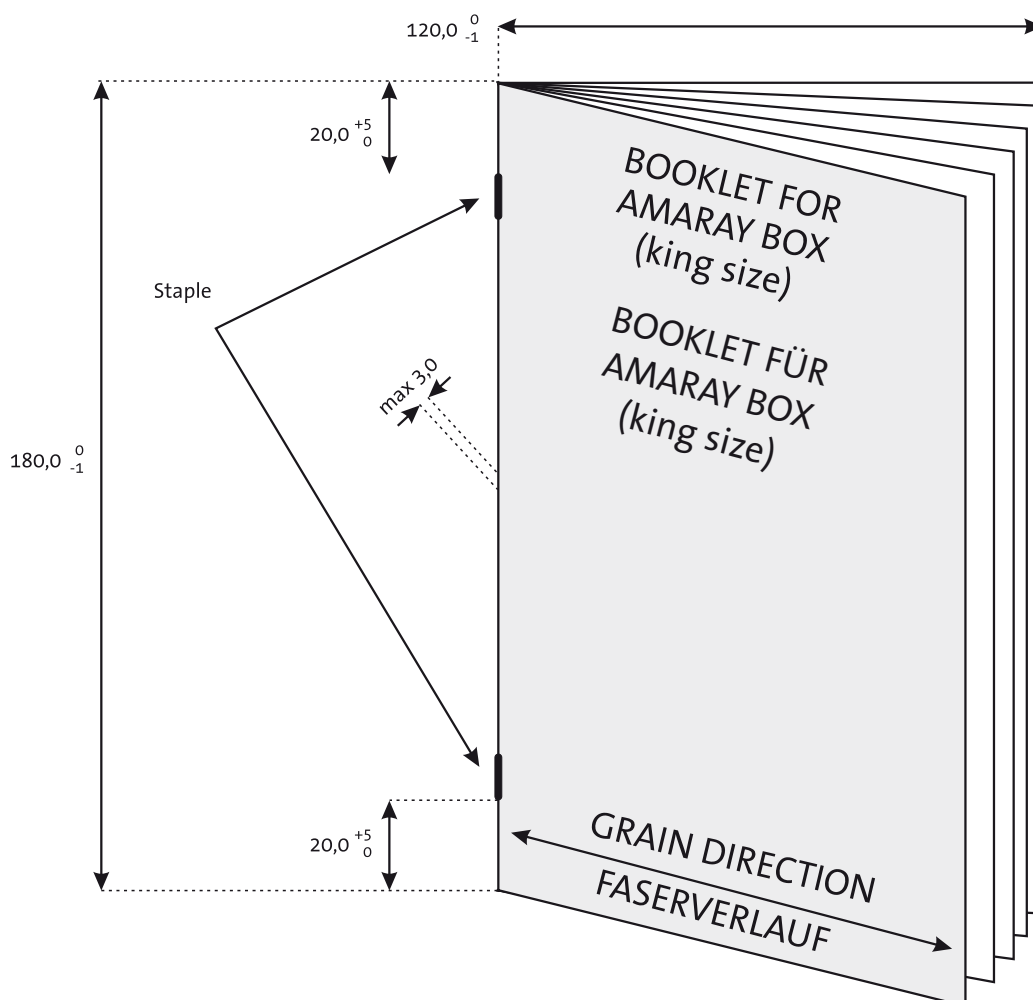 120,0 0 -1
20,0 +5 0
BOOKLET FOR
AMARAY BOX
(king size)
Staple
BOOKLET FÜR
AMARAY BOX
(king size)
max 3,0
180,0 0 -1
20,0 +5 0
GRAIN DIRECTION
FASERVERLAUF